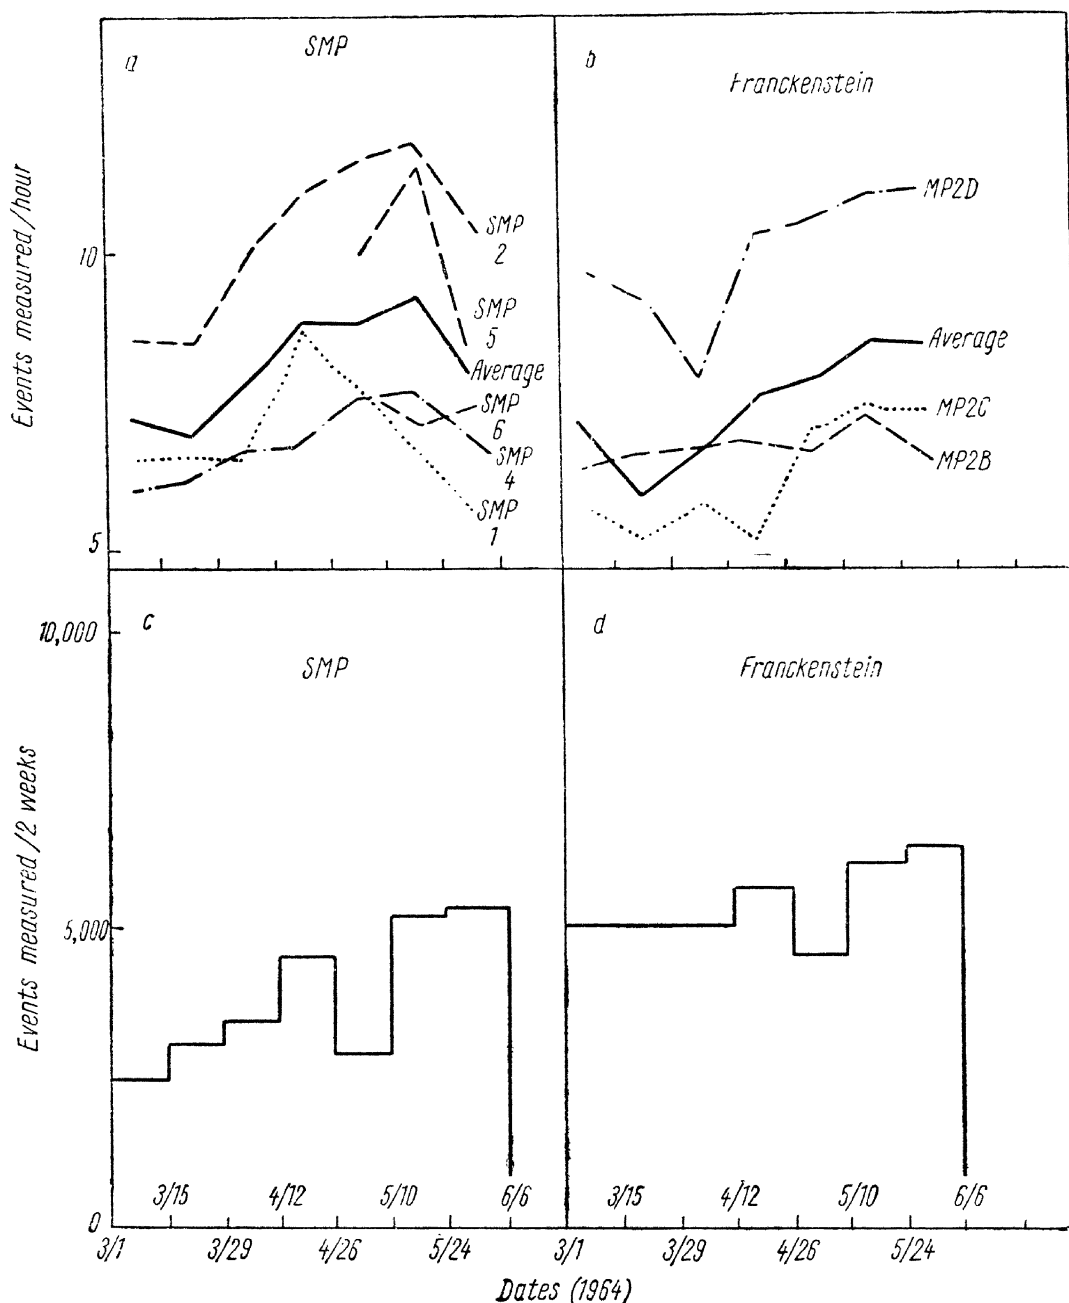 a
SMP
Events measured/hour
10
5
SMP
2
SMP
5
Average
SMP
6
SMP
4
SMP
1
b
Franckenstein
MP2D
Average
MP2C
MP2B
c
SMP
Events measured/2 weeks
10,000
5,000
0
3/15
4/12
5/10
6/6
3/1
3/29
4/26
5/24
d
Franckenstein
3/15
4/12
5/10
6/6
3/1
3/29
4/26
5/24
Dates (1964)